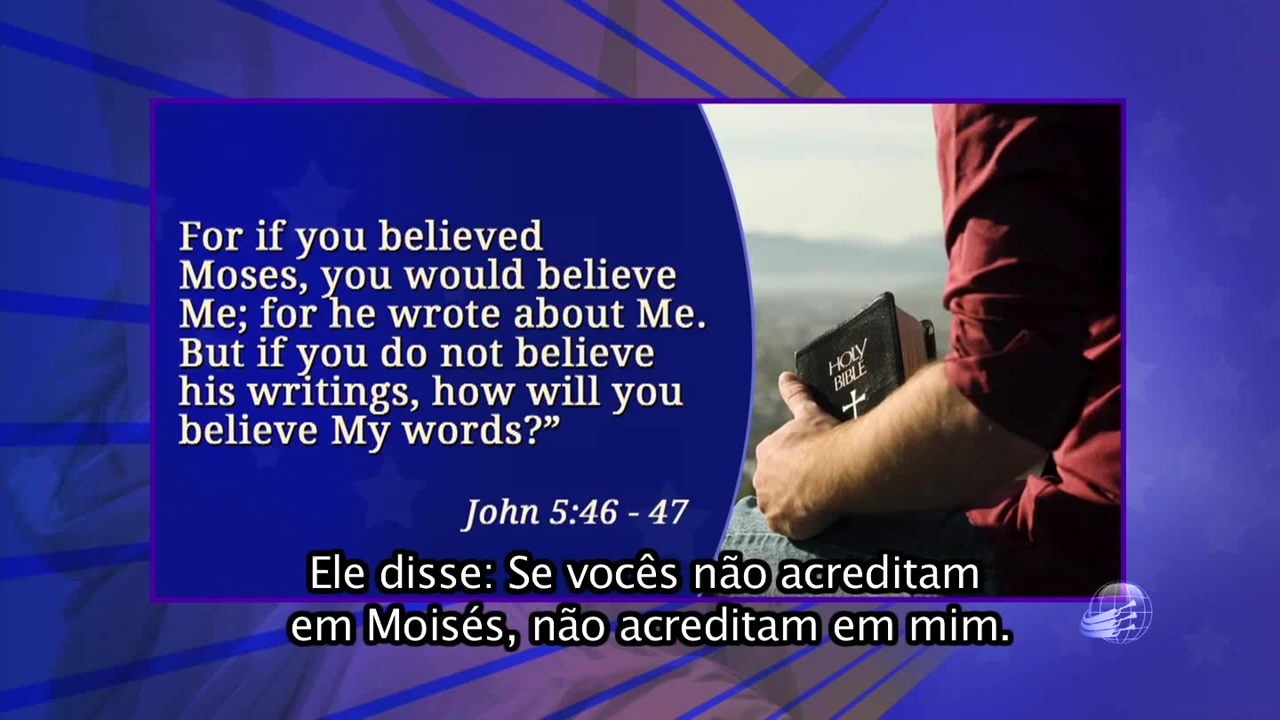 For if you believed
Moses, you would believe
Me; for he wrote about Me.
But if you do not believe
his writings, how will you
believe My words?”
John 5:46 - 47
HOLY
BIBLE
Ele disse: Se vocês não acreditam
em Moisés, não acreditam em mim.